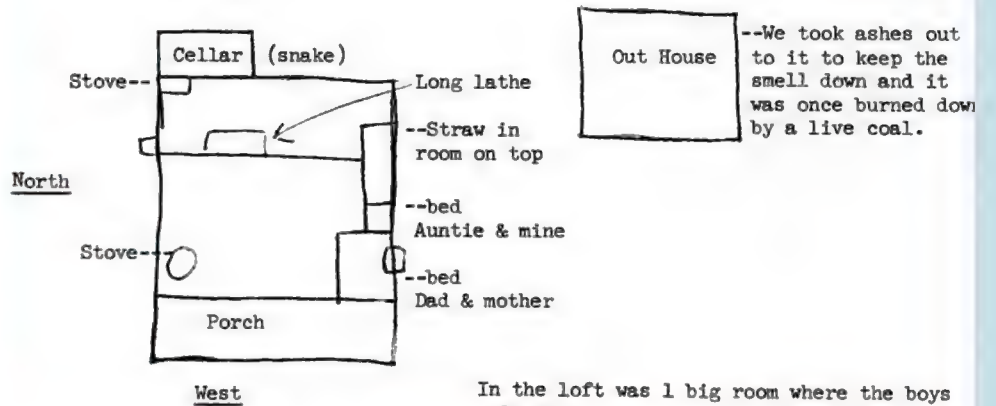 Cellar (snake)
Stove--
Long lathe
--Straw in
room on top
North
--bed
Auntie & mine
Stove--
--bed
Dad & mother
Porch
West
Out House
--We took ashes out
to it to keep the
smell down and it
was once burned down
by a live coal.
In the loft was 1 big room where the boys